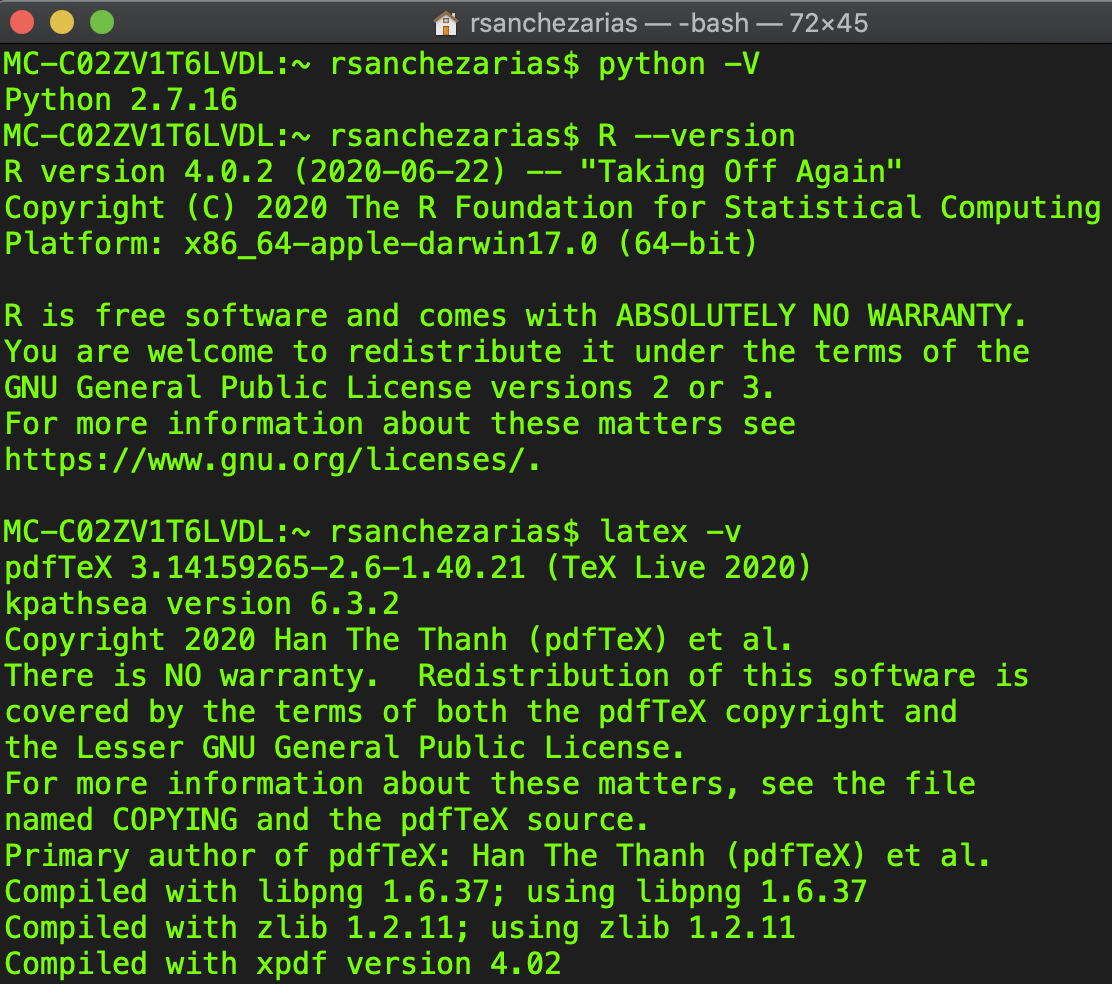 rsanchezarias — -bash — 72×45
MC-C02ZV1T6LVDL:~ rsanchezarias$ python -V
Python 2.7.16
MC-C02ZV1T6LVDL:~ rsanchezarias$ R --version
R version 4.0.2 (2020-06-22) -- "Taking Off Again"
Copyright (C) 2020 The R Foundation for Statistical Computing
Platform: x86_64-apple-darwin17.0 (64-bit)
R is free software and comes with ABSOLUTELY NO WARRANTY.
You are welcome to redistribute it under the terms of the
GNU General Public License versions 2 or 3.
For more information about these matters see
https://www.gnu.org/licenses/.
MC-C02ZV1T6LVDL:~ rsanchezarias$ latex -v
pdfTeX 3.14159265-2.6-1.40.21 (TeX Live 2020)
kpathsea version 6.3.2
Copyright 2020 Han The Thanh (pdfTeX) et al.
There is NO warranty.  Redistribution of this software is
covered by the terms of both the pdfTeX copyright and
the Lesser GNU General Public License.
For more information about these matters, see the file
named COPYING and the pdfTeX source.
Primary author of pdfTeX: Han The Thanh (pdfTeX) et al.
Compiled with libpng 1.6.37; using libpng 1.6.37
Compiled with zlib 1.2.11; using zlib 1.2.11
Compiled with xpdf version 4.02